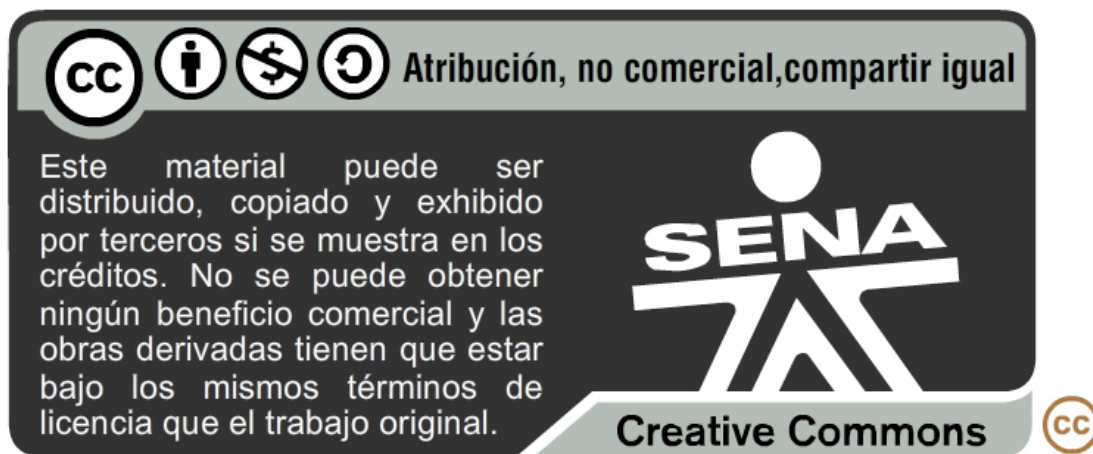 cc $ Atribución, no comercial,compartir igual
Este material puede ser
distribuido, copiado y exhibido
por terceros si se muestra en los
créditos. No se puede obtener
ningún beneficio comercial y las
obras derivadas tienen que estar
bajo los mismos términos de
licencia que el trabajo original.
SENA
Creative Commons
cc